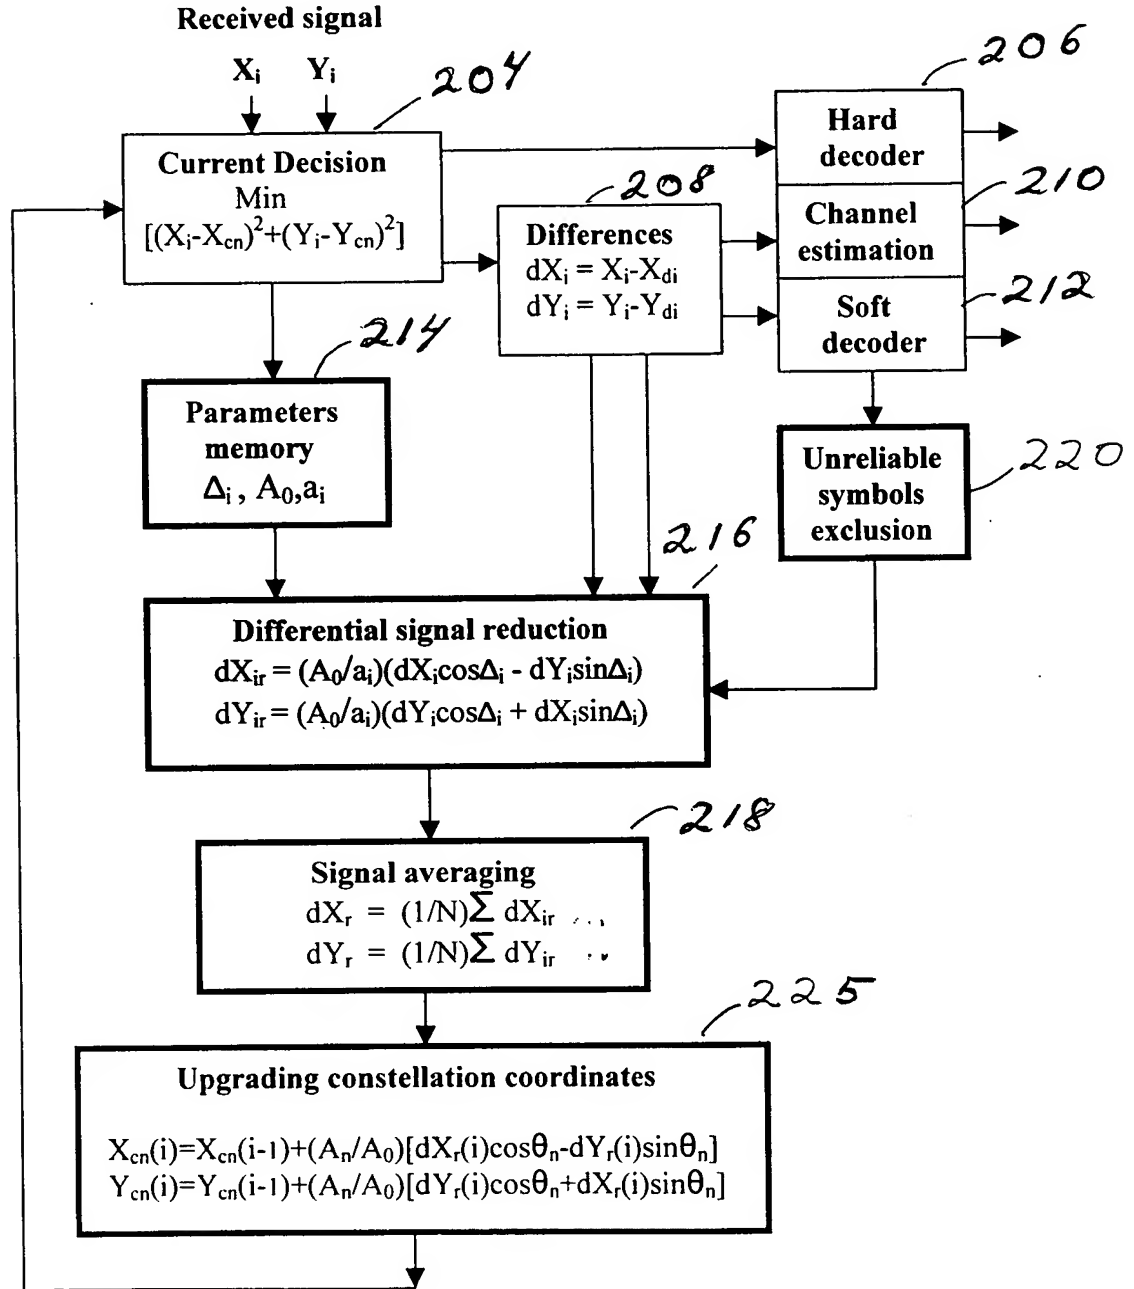 Received signal
Xi Yi
204
206
Current Decision
Min
[(Xi-Xcn)²+(Yi-Ycn)²]
Hard
decoder
208
210
Differences
dXi = Xi-Xdi
dYi = Yi-Ydi
Channel
estimation
212
Soft
decoder
214
Parameters
memory
Δi , A0,ai
Unreliable
symbols
exclusion
220
216
Differential signal reduction
dXir = (A0/ai)(dXicosΔi - dYisinΔi)
dYir = (A0/ai)(dYicosΔi + dXisinΔi)
218
Signal averaging
dXr = (1/N)Σ dXir ...
dYr = (1/N)Σ dYir ..
225
Upgrading constellation coordinates
Xcn(i)=Xcn(i-1)+(An/A0)[dXr(i)cosθn-dYr(i)sinθn]
Ycn(i)=Ycn(i-1)+(An/A0)[dYr(i)cosθn+dXr(i)sinθn]